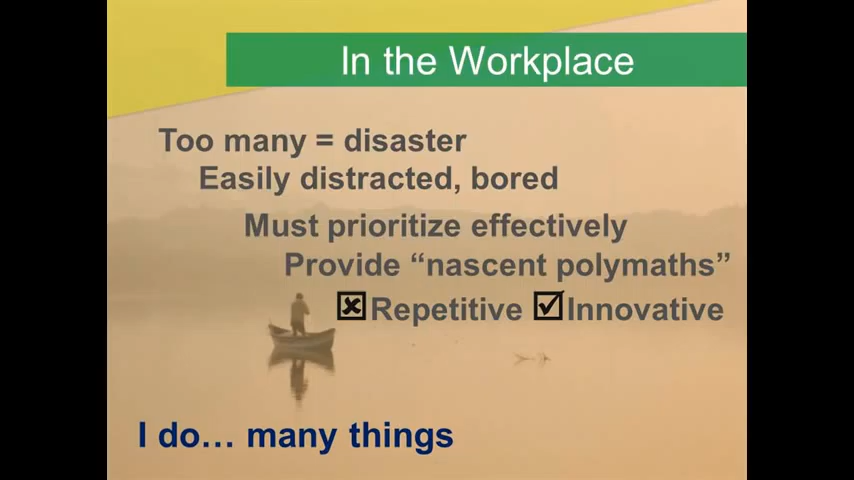 In the Workplace
Too many = disaster
Easily distracted, bored
Must prioritize effectively
Provide “nascent polymaths”
☒Repetitive ☑Innovative
I do… many things